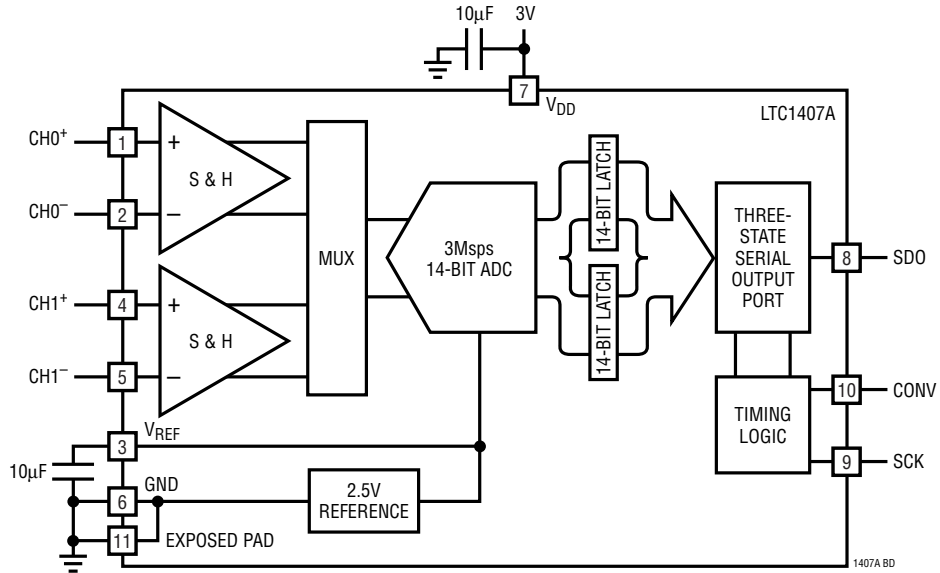 10μF 3V
7
VDD
LTC1407A
CH0+
1
+
S & H
CH0–
2
–
CH1+
4
+
S & H
CH1–
5
–
MUX
3Msps
14-BIT ADC
14-BIT LATCH
14-BIT LATCH
THREE-
STATE
SERIAL
OUTPUT
PORT
8
SDO
TIMING
LOGIC
10
CONV
9
SCK
VREF
3
10μF
GND
6
2.5V
REFERENCE
11
EXPOSED PAD
1407A BD